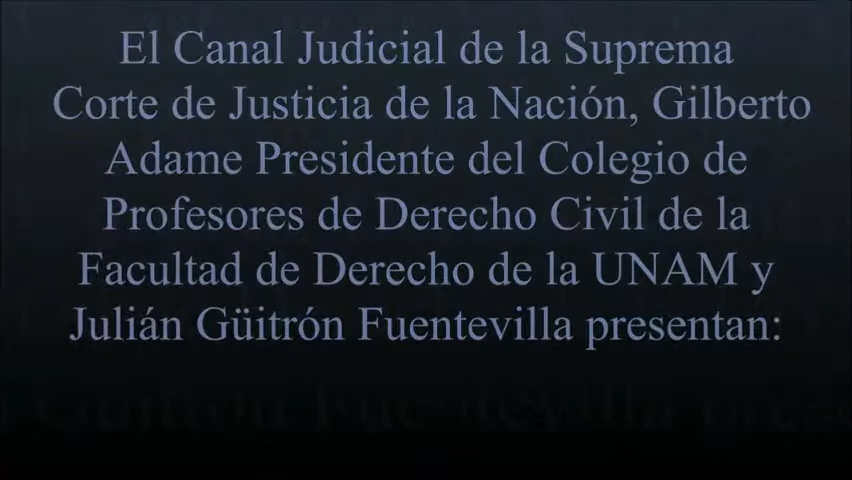 El Canal Judicial de la Suprema
Corte de Justicia de la Nación, Gilberto
Adame Presidente del Colegio de
Profesores de Derecho Civil de la
Facultad de Derecho de la UNAM y
Julián Güitrón Fuentevilla presentan: